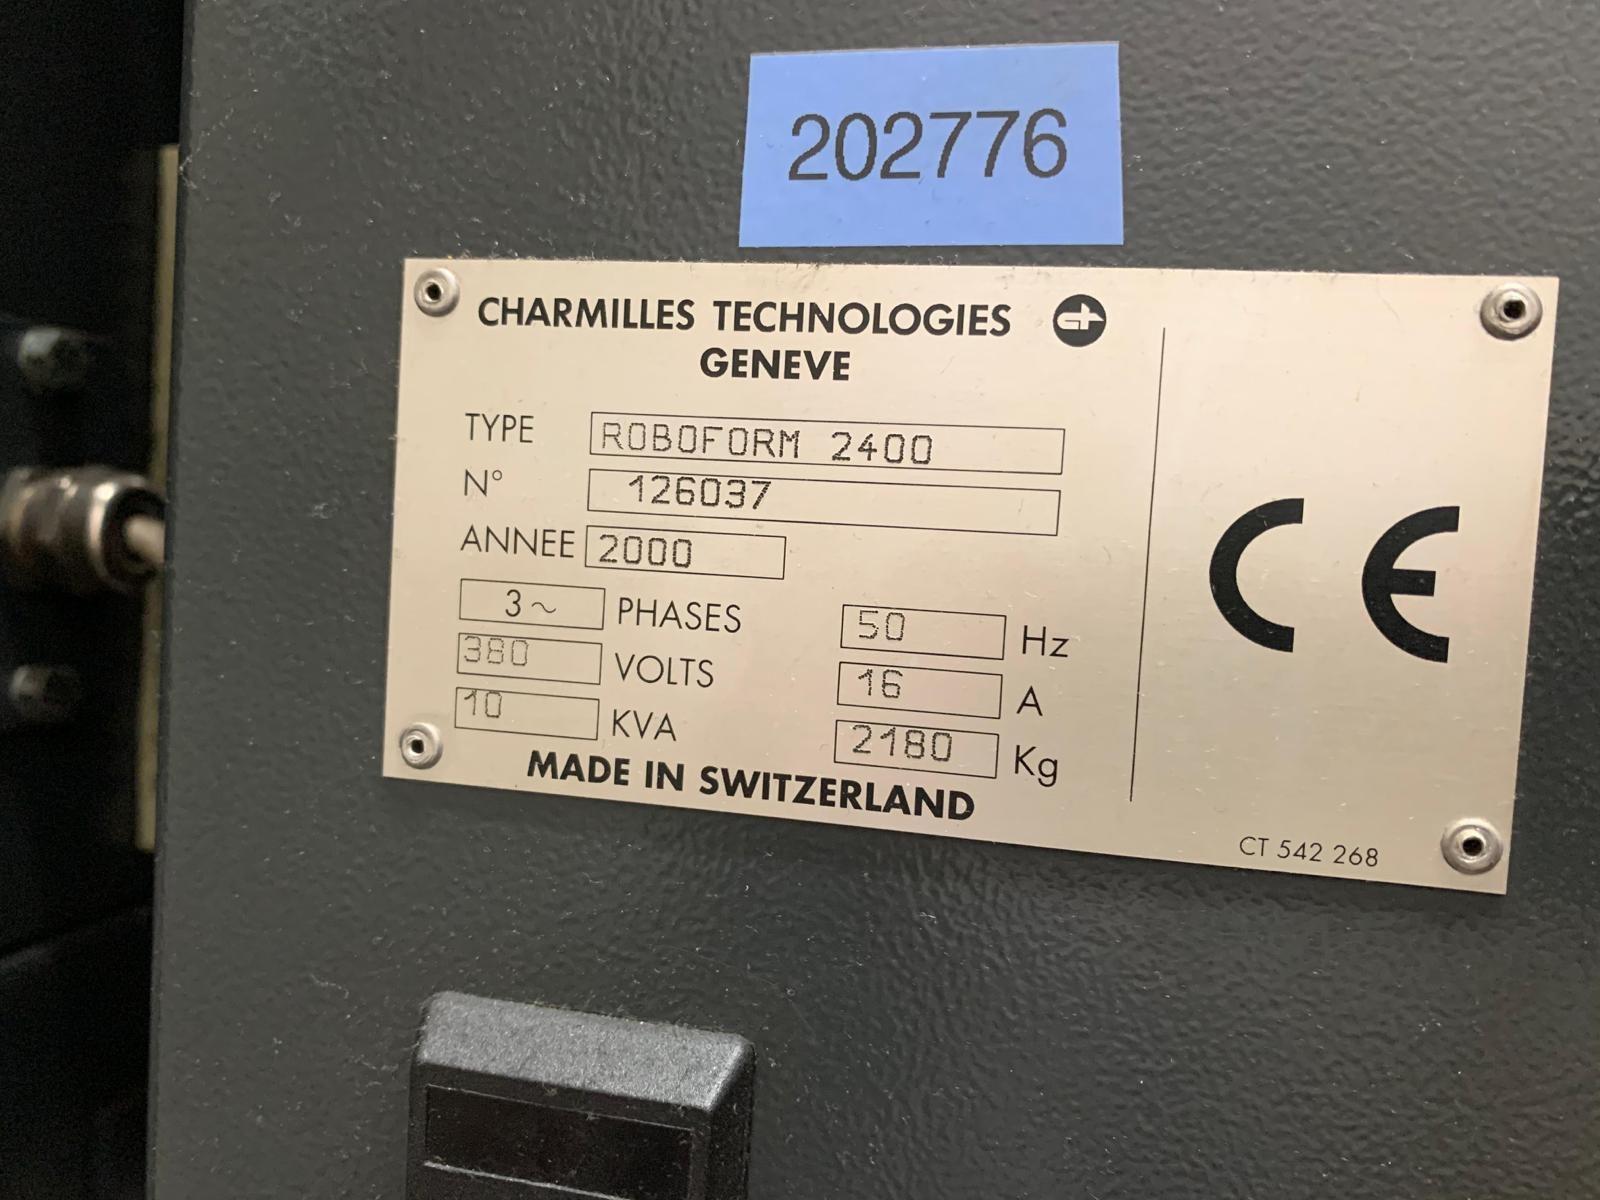 202776
CHARMILLES TECHNOLOGIES
GENEVE
TYPE ROBOFORM 2400
N° 126037
ANNEE 2000
3~ PHASES 50 Hz
380 VOLTS 16 A
10 KVA 2180 Kg
MADE IN SWITZERLAND
CE
CT 542 268